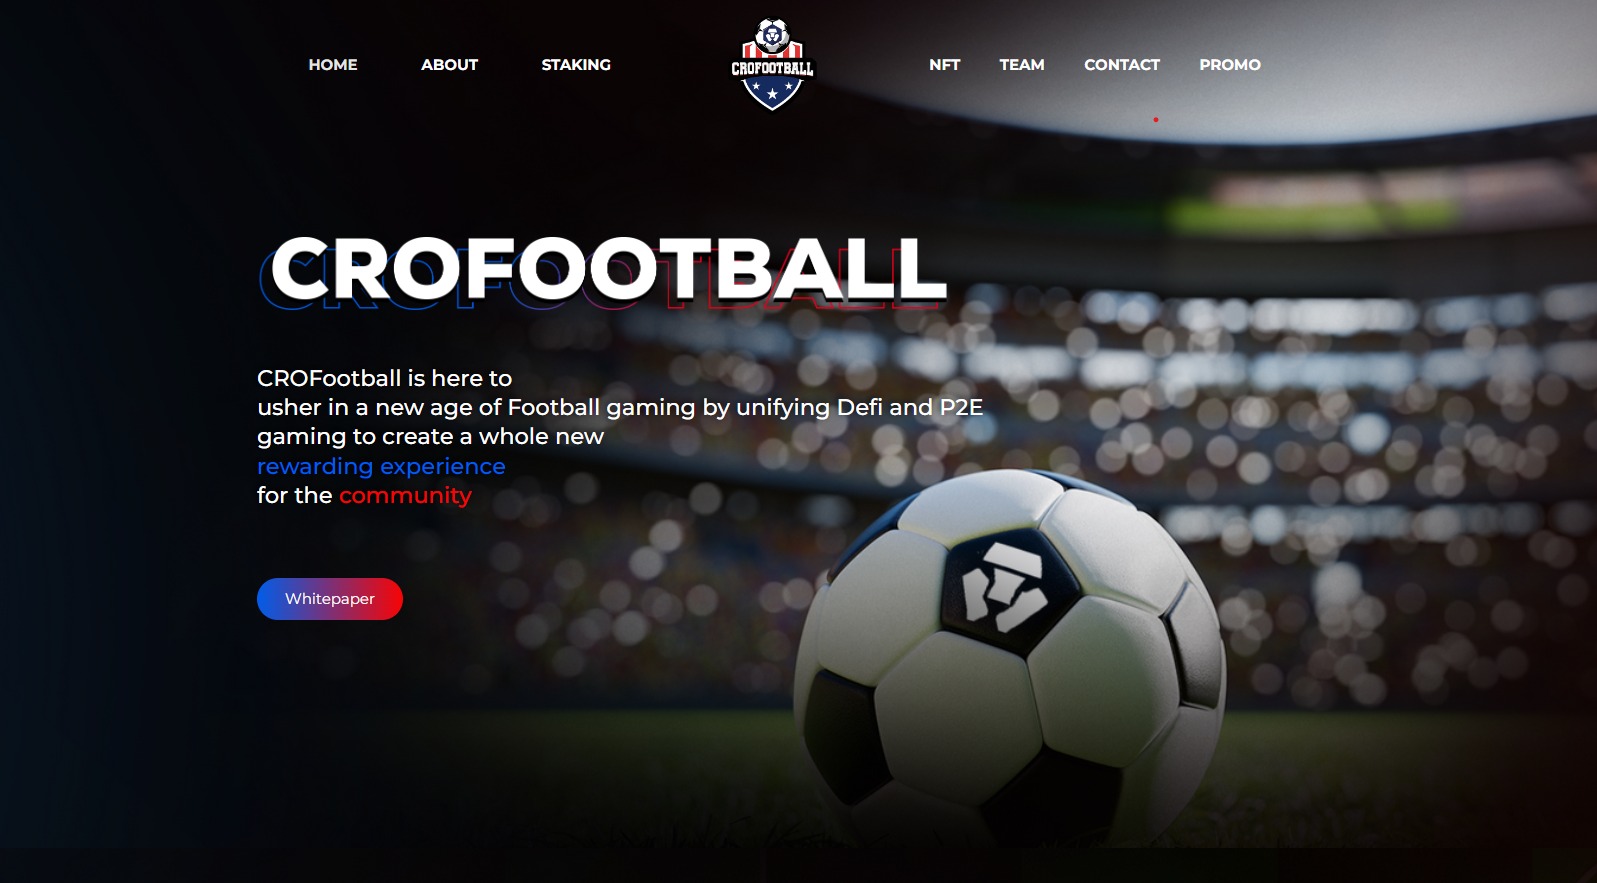 HOME ABOUT STAKING CROFOOTBALL NFT TEAM CONTACT PROMO
CROFOOTBALL
CROFootball is here to
usher in a new age of Football gaming by unifying Defi and P2E
gaming to create a whole new
rewarding experience
for the community
Whitepaper